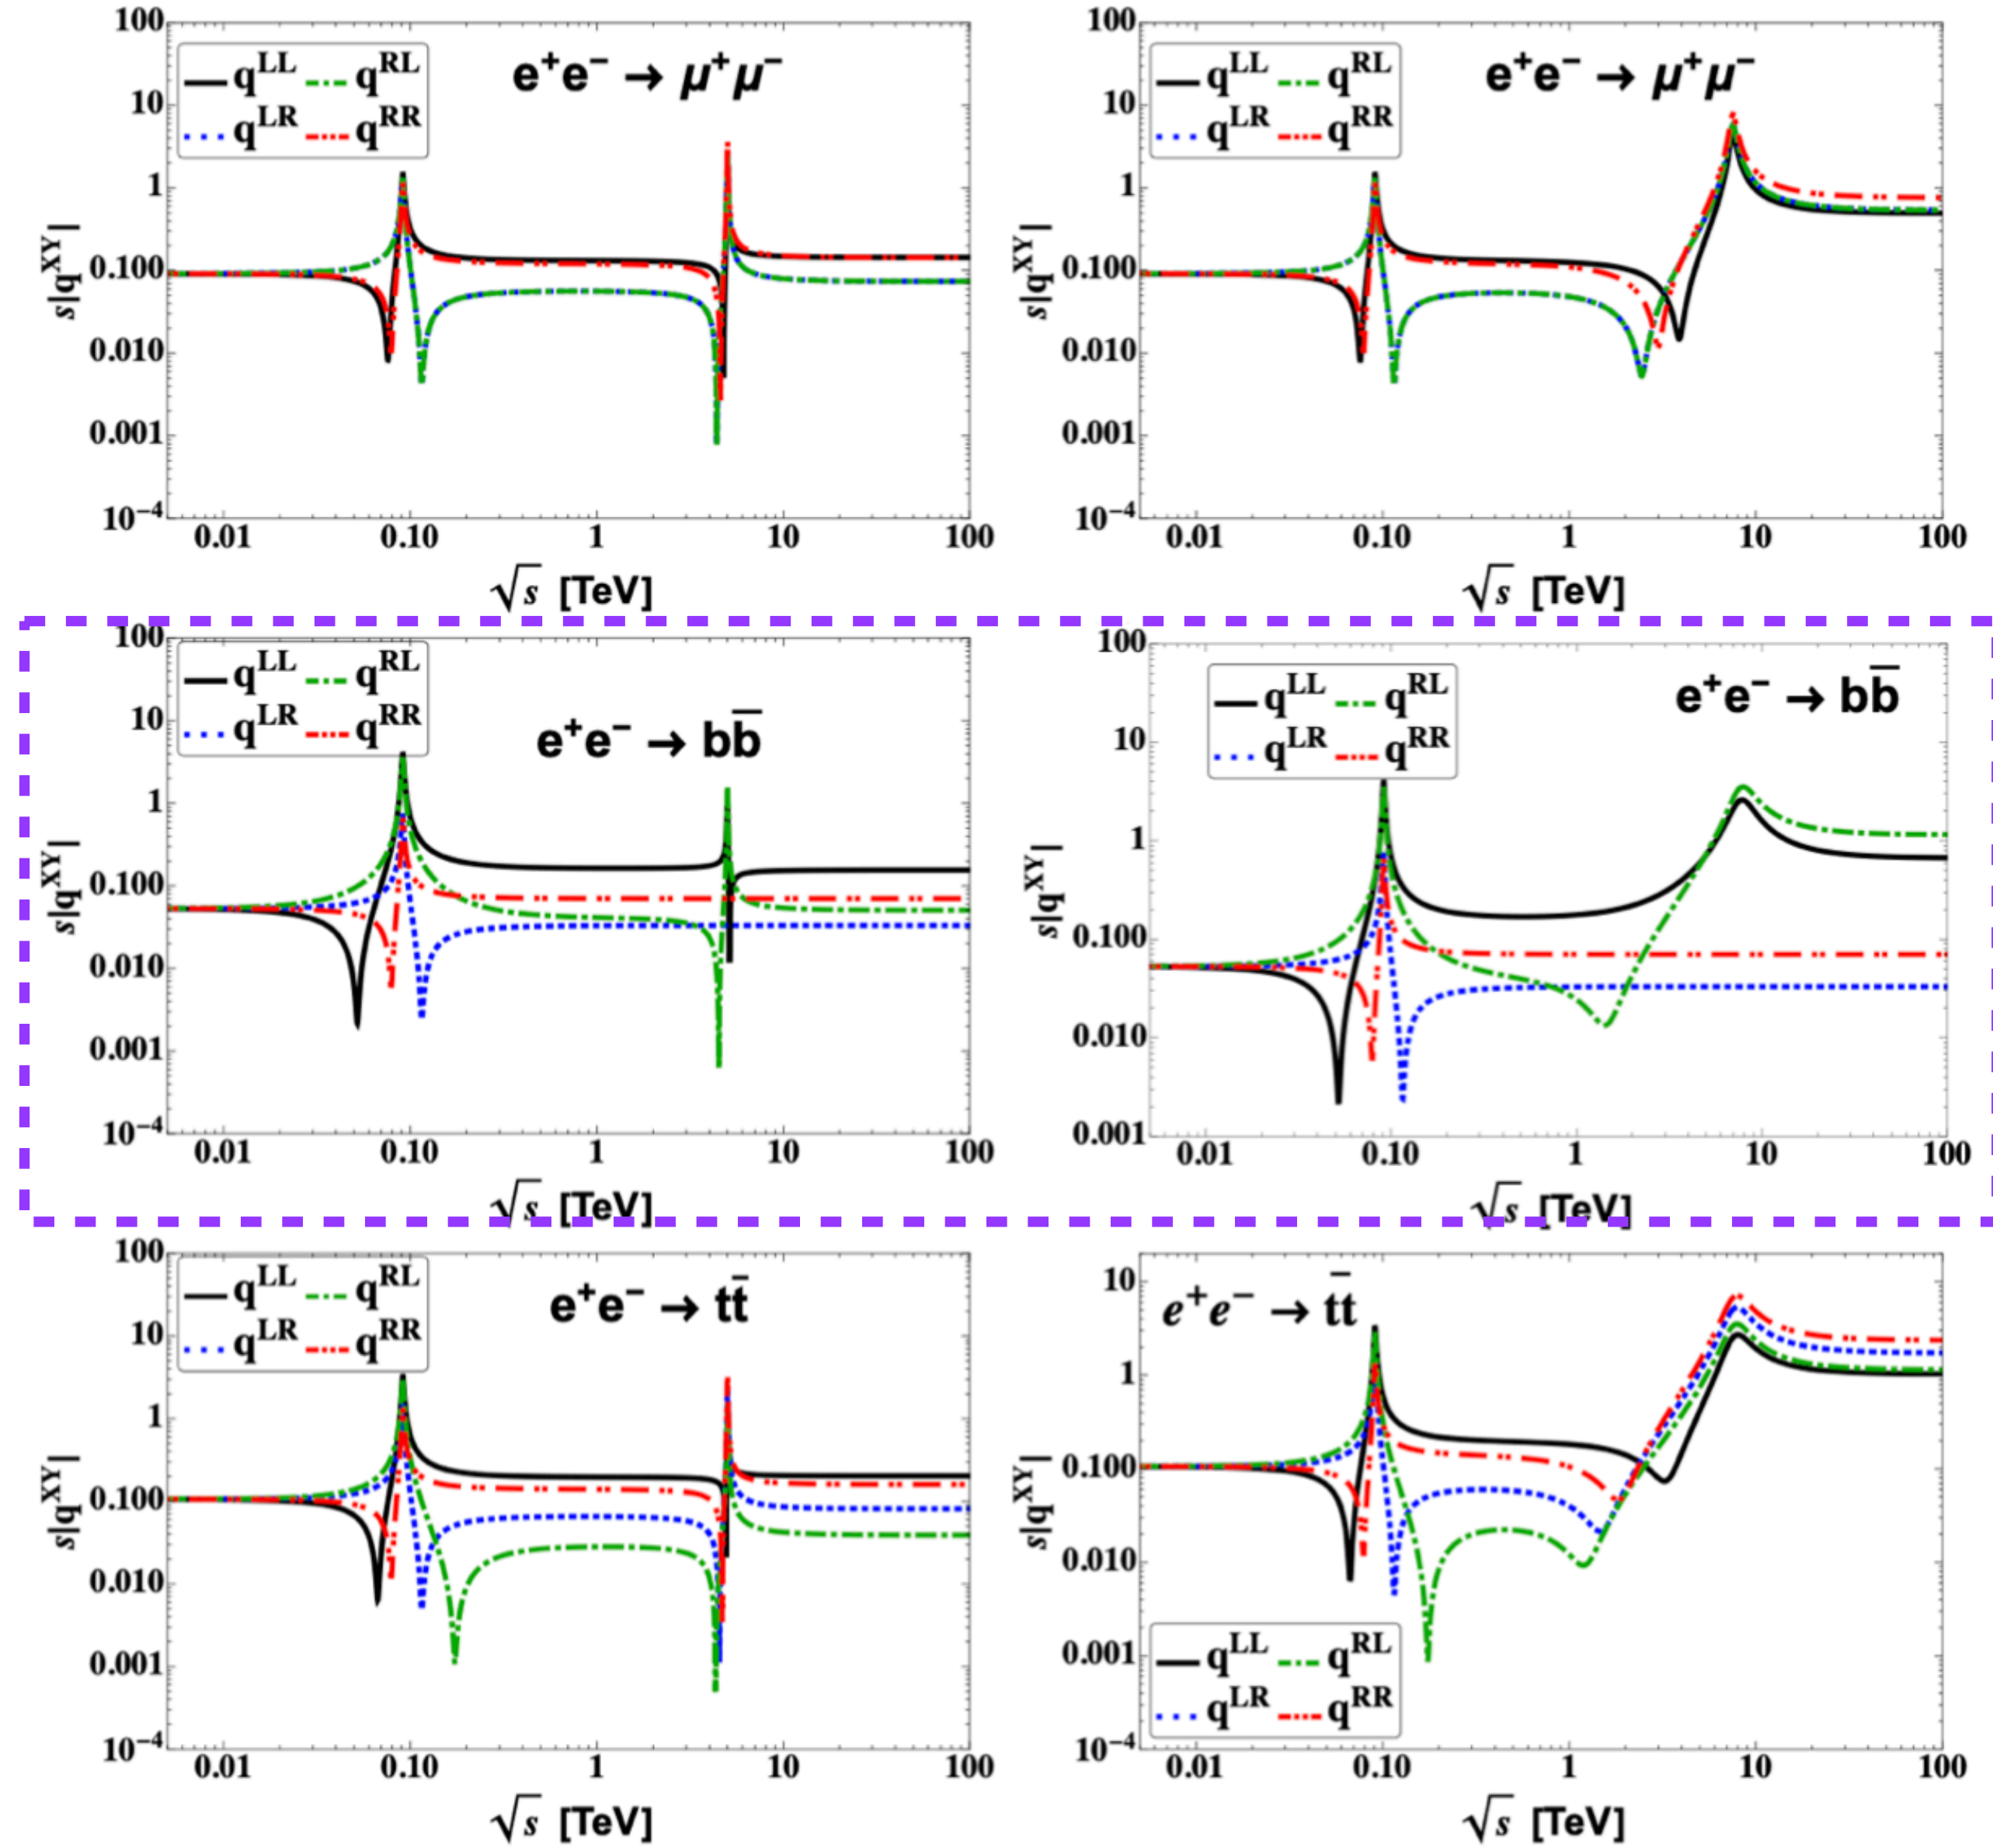 100
10
1
0.100
0.010
0.001
10⁻⁴
s|q^XY|
q^LL q^RL
q^LR q^RR
e⁺e⁻ → μ⁺μ⁻
0.01 0.10 1 10 100
√s [TeV]
100
10
1
0.100
0.010
0.001
10⁻⁴
s|q^XY|
q^LL q^RL
q^LR q^RR
e⁺e⁻ → μ⁺μ⁻
0.01 0.10 1 10 100
√s [TeV]
100
10
1
0.100
0.010
0.001
10⁻⁴
s|q^XY|
q^LL q^RL
q^LR q^RR
e⁺e⁻ → bb̅
0.01 0.10 1 10 100
√s [TeV]
100
10
1
0.100
0.010
0.001
s|q^XY|
q^LL q^RL
q^LR q^RR
e⁺e⁻ → bb̅
0.01 0.10 1 10 100
√s [TeV]
100
10
1
0.100
0.010
0.001
10⁻⁴
s|q^XY|
q^LL q^RL
q^LR q^RR
e⁺e⁻ → tt̅
0.01 0.10 1 10 100
√s [TeV]
10
1
0.100
0.010
0.001
10⁻⁴
s|q^XY|
e⁺e⁻ → t̅t
q^LL q^RL
q^LR q^RR
0.01 0.10 1 10 100
√s [TeV]